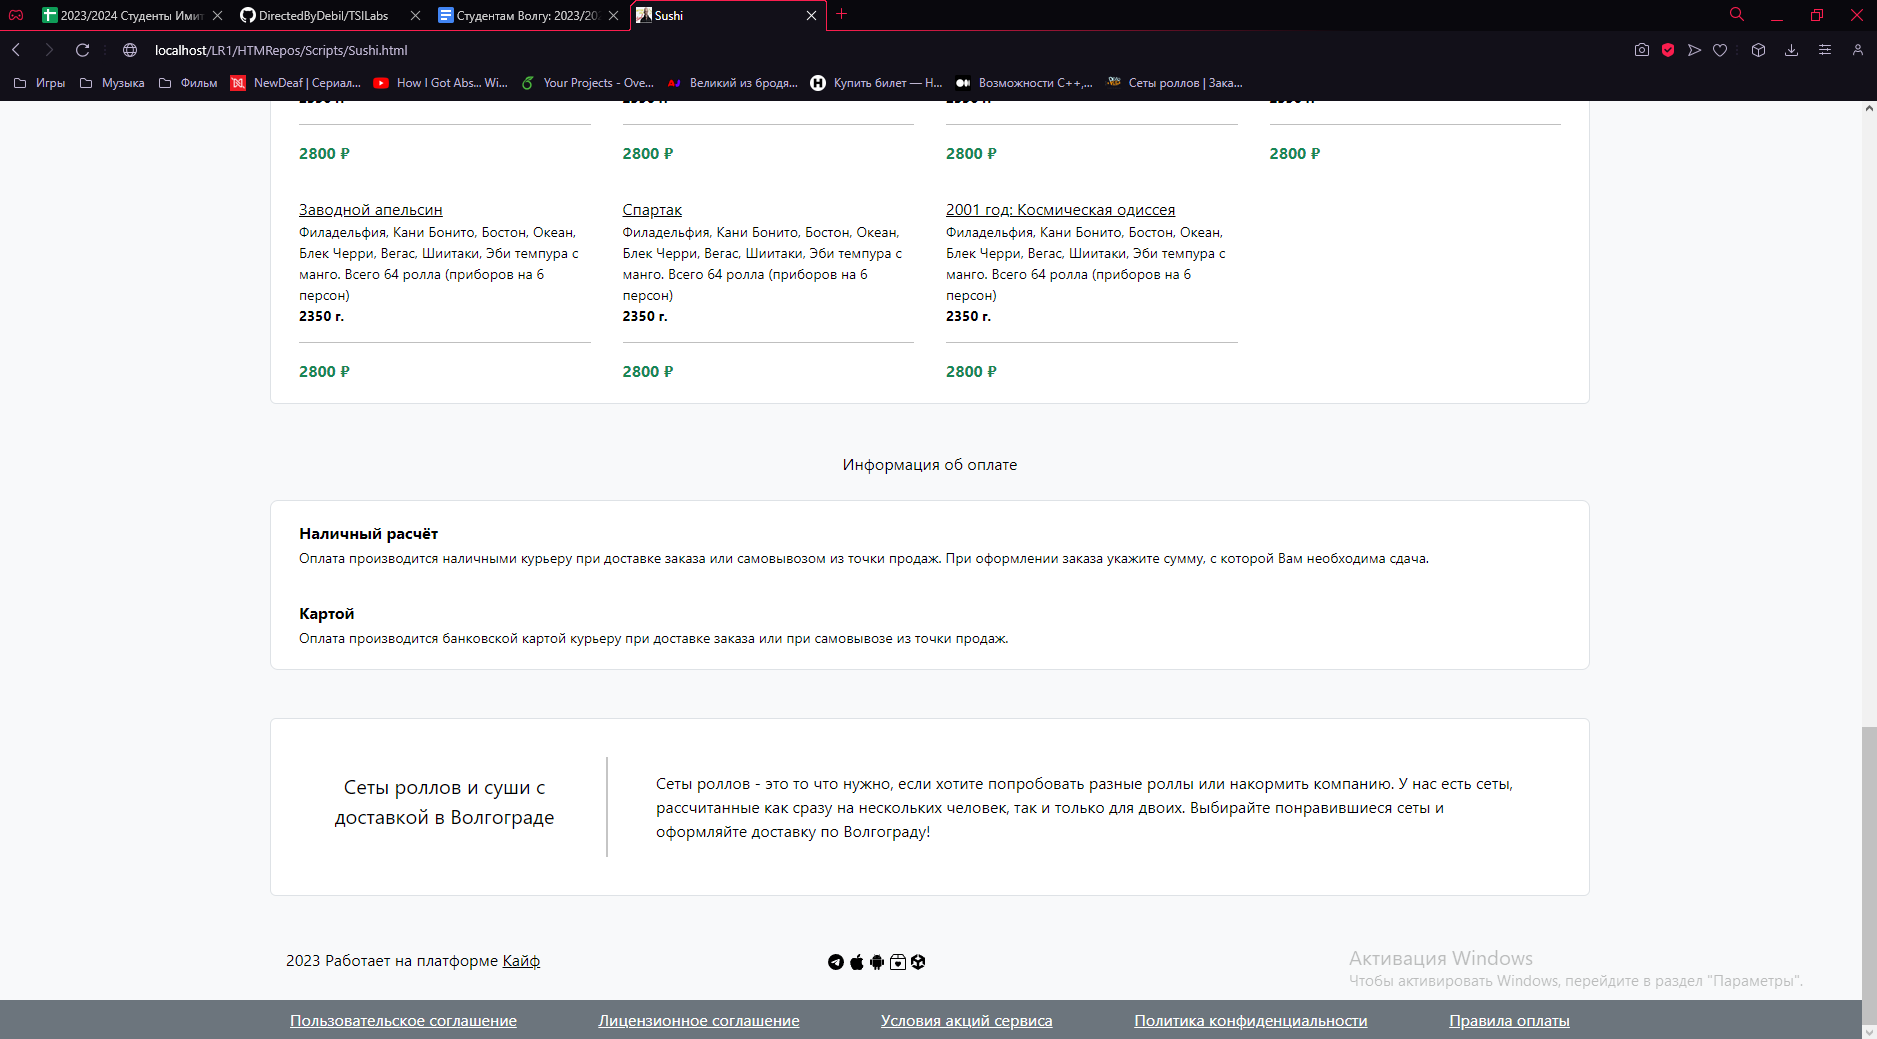 2023/2024 Студенты Имит
DirectedByDebil/TSILabs
Студентам Волгу: 2023/20
Sushi
localhost/LR1/HTMRepos/Scripts/Sushi.html
Игры
Музыка
Фильм
NewDeaf | Сериал...
How I Got Abs... Wi...
Your Projects - Ove...
Великий из бродя...
Купить билет — Н...
Возможности C++,...
Сеты роллов | Зака...
2800 ₽
2800 ₽
2800 ₽
2800 ₽
Заводной апельсин
Филадельфия, Кани Бонито, Бостон, Океан,
Блек Черри, Вегас, Шиитаки, Эби темпура с
манго. Всего 64 ролла (приборов на 6
персон)
2350 г.
2800 ₽
Спартак
Филадельфия, Кани Бонито, Бостон, Океан,
Блек Черри, Вегас, Шиитаки, Эби темпура с
манго. Всего 64 ролла (приборов на 6
персон)
2350 г.
2800 ₽
2001 год: Космическая одиссея
Филадельфия, Кани Бонито, Бостон, Океан,
Блек Черри, Вегас, Шиитаки, Эби темпура с
манго. Всего 64 ролла (приборов на 6
персон)
2350 г.
2800 ₽
Информация об оплате
Наличный расчёт
Оплата производится наличными курьеру при доставке заказа или самовывозом из точки продаж. При оформлении заказа укажите сумму, с которой Вам необходима сдача.
Картой
Оплата производится банковской картой курьеру при доставке заказа или при самовывозе из точки продаж.
Сеты роллов и суши с
доставкой в Волгограде
Сеты роллов - это то что нужно, если хотите попробовать разные роллы или накормить компанию. У нас есть сеты,
рассчитанные как сразу на нескольких человек, так и только для двоих. Выбирайте понравившиеся сеты и
оформляйте доставку по Волгограду!
2023 Работает на платформе Кайф
Активация Windows
Чтобы активировать Windows, перейдите в раздел "Параметры".
Пользовательское соглашение
Лицензионное соглашение
Условия акций сервиса
Политика конфиденциальности
Правила оплаты